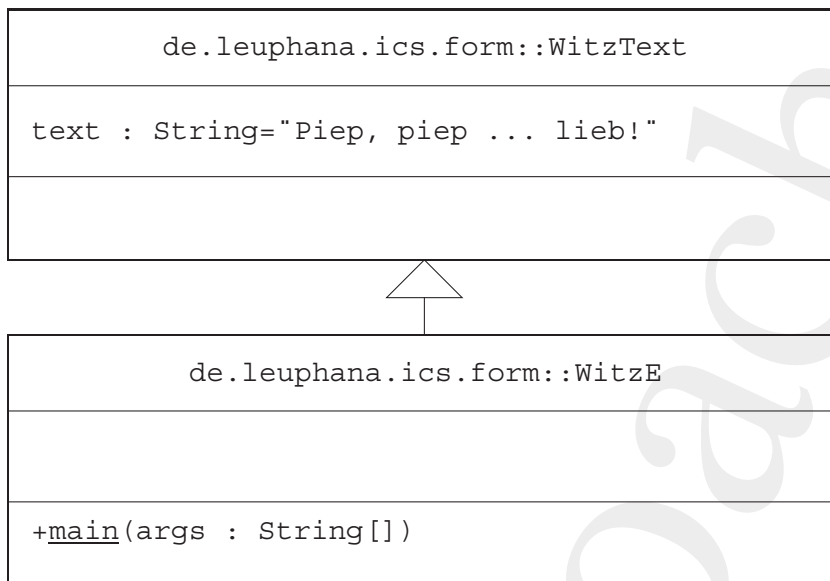 de.leuphana.ics.form::WitzText
text : String="Piep, piep ... lieb!"
de.leuphana.ics.form::WitzE
+main(args : String[])